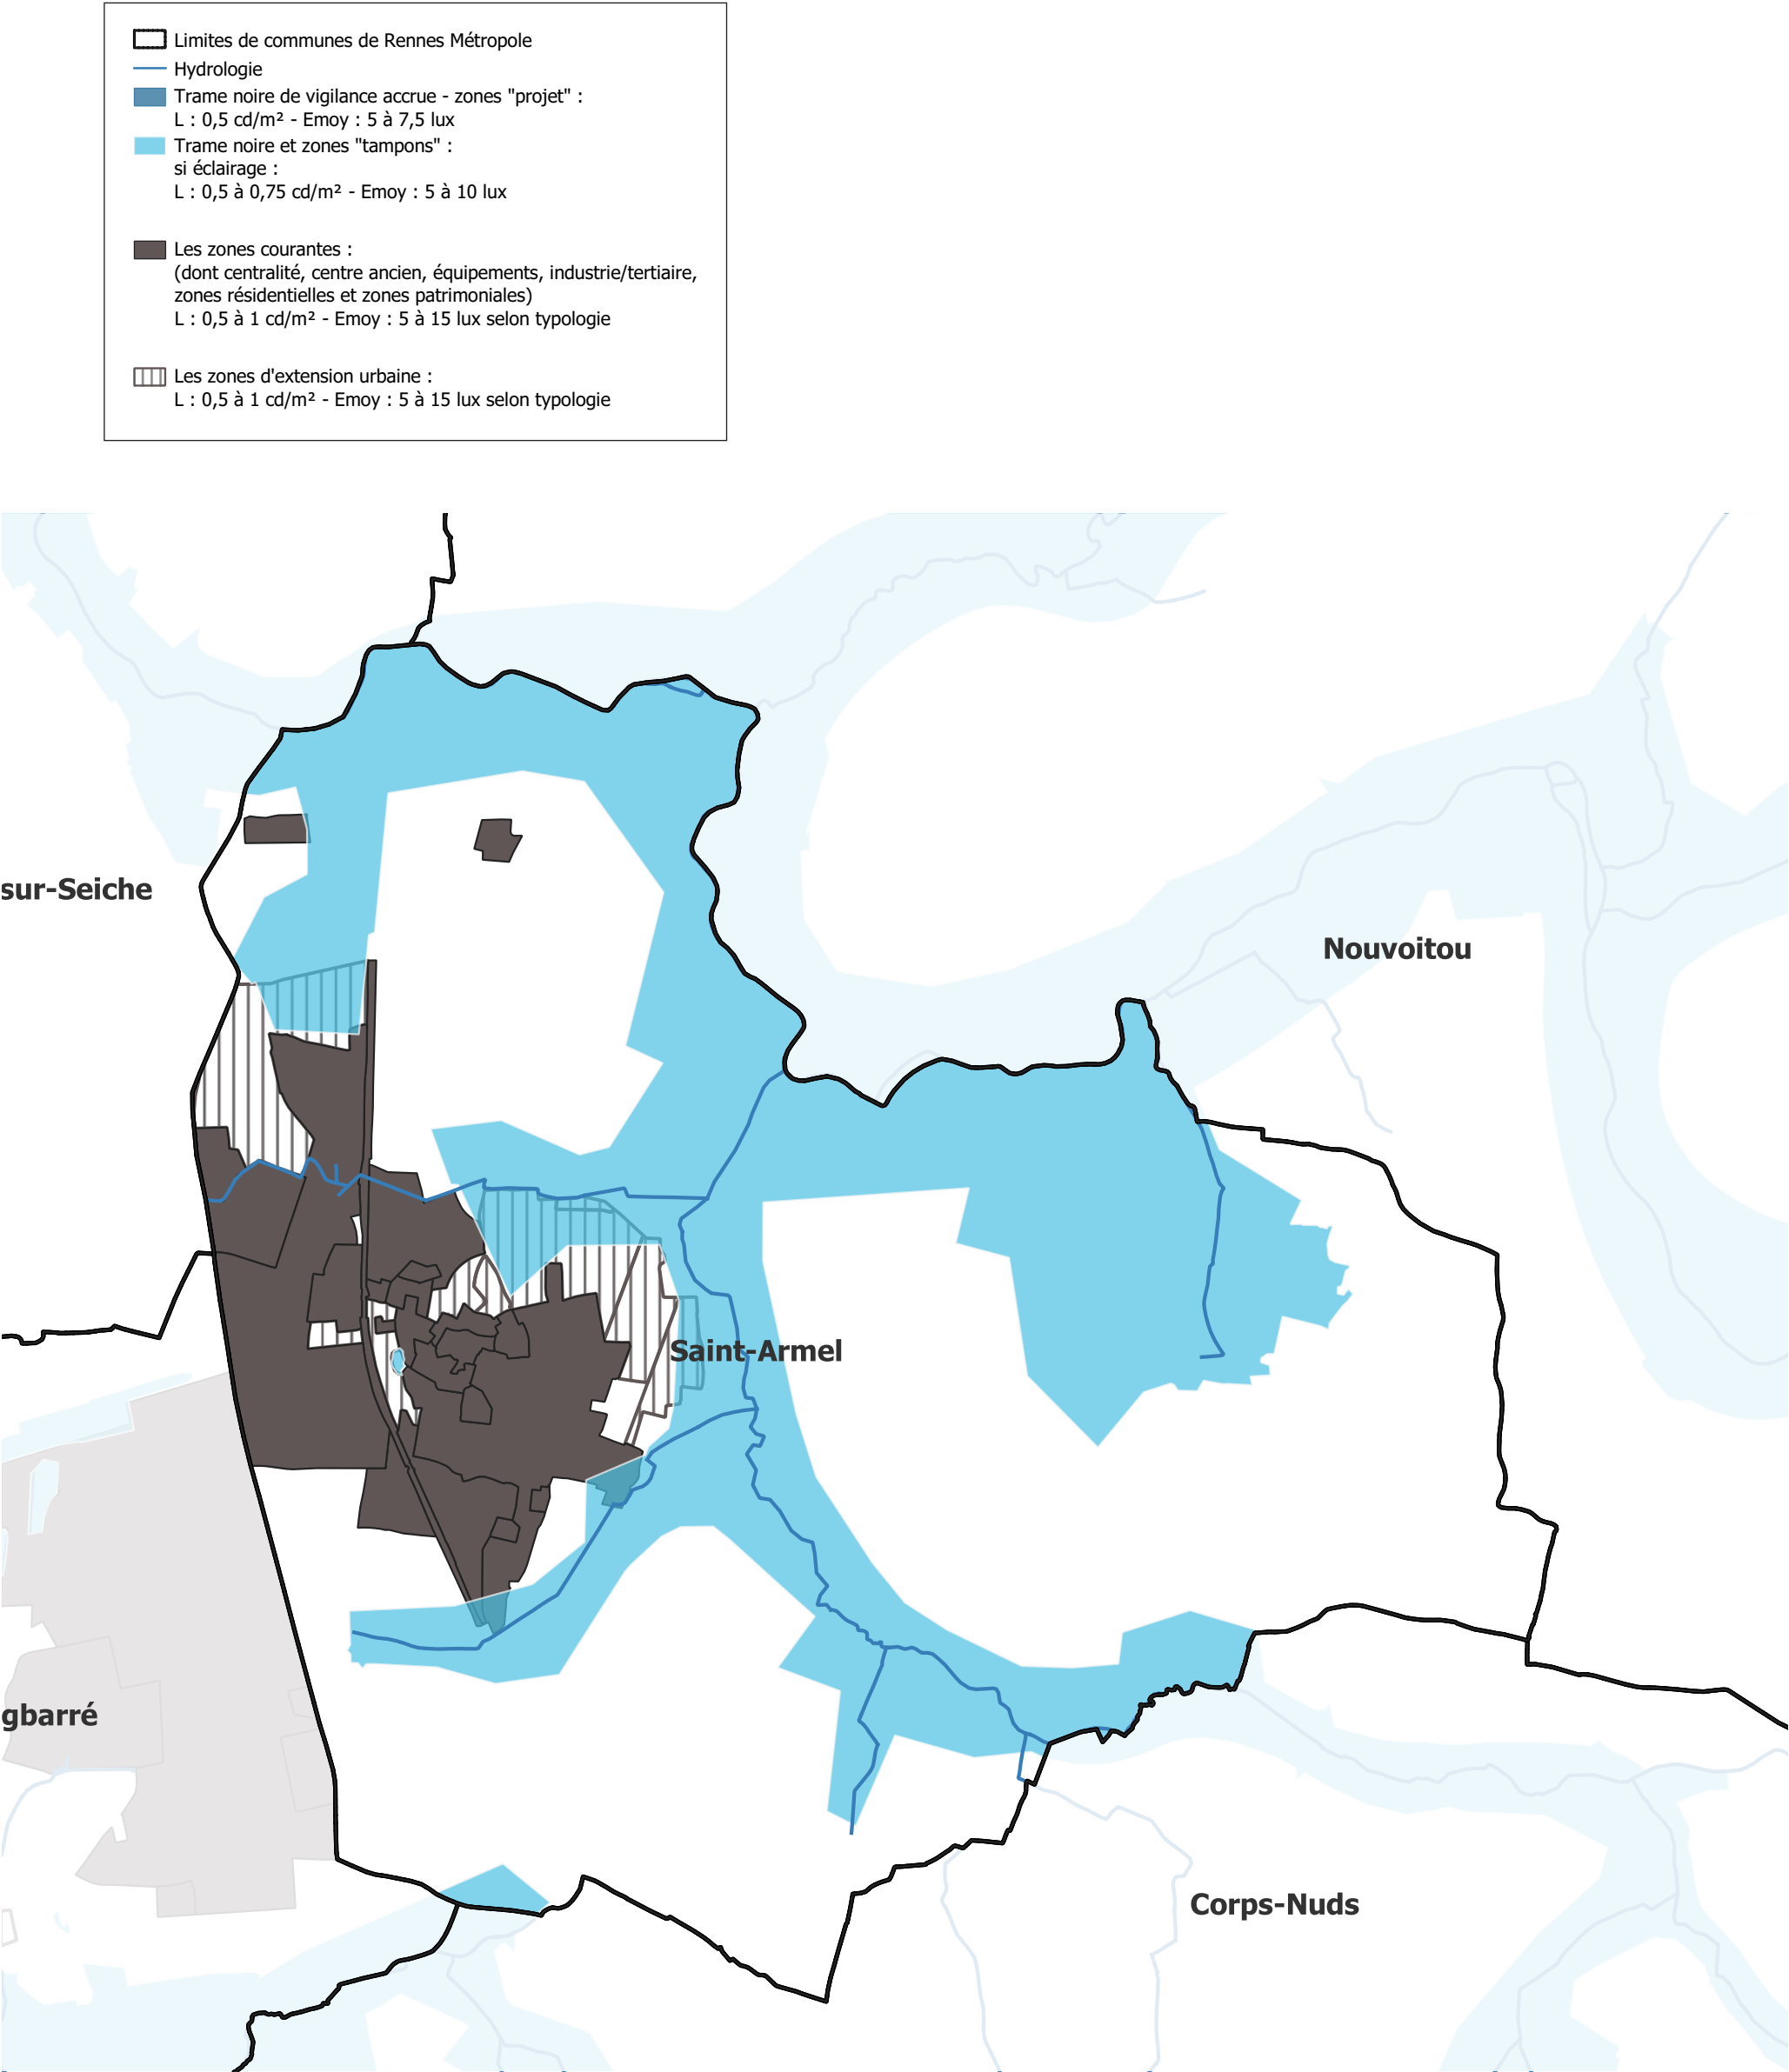 Limites de communes de Rennes Métropole
Hydrologie
Trame noire de vigilance accrue - zones "projet" :
L : 0,5 cd/m² - Emoy : 5 à 7,5 lux
Trame noire et zones "tampons" :
si éclairage :
L : 0,5 à 0,75 cd/m² - Emoy : 5 à 10 lux
Les zones courantes :
(dont centralité, centre ancien, équipements, industrie/tertiaire,
zones résidentielles et zones patrimoniales)
L : 0,5 à 1 cd/m² - Emoy : 5 à 15 lux selon typologie
Les zones d'extension urbaine :
L : 0,5 à 1 cd/m² - Emoy : 5 à 15 lux selon typologie
sur-Seiche
Nouvoitou
Saint-Armel
gbarré
Corps-Nuds